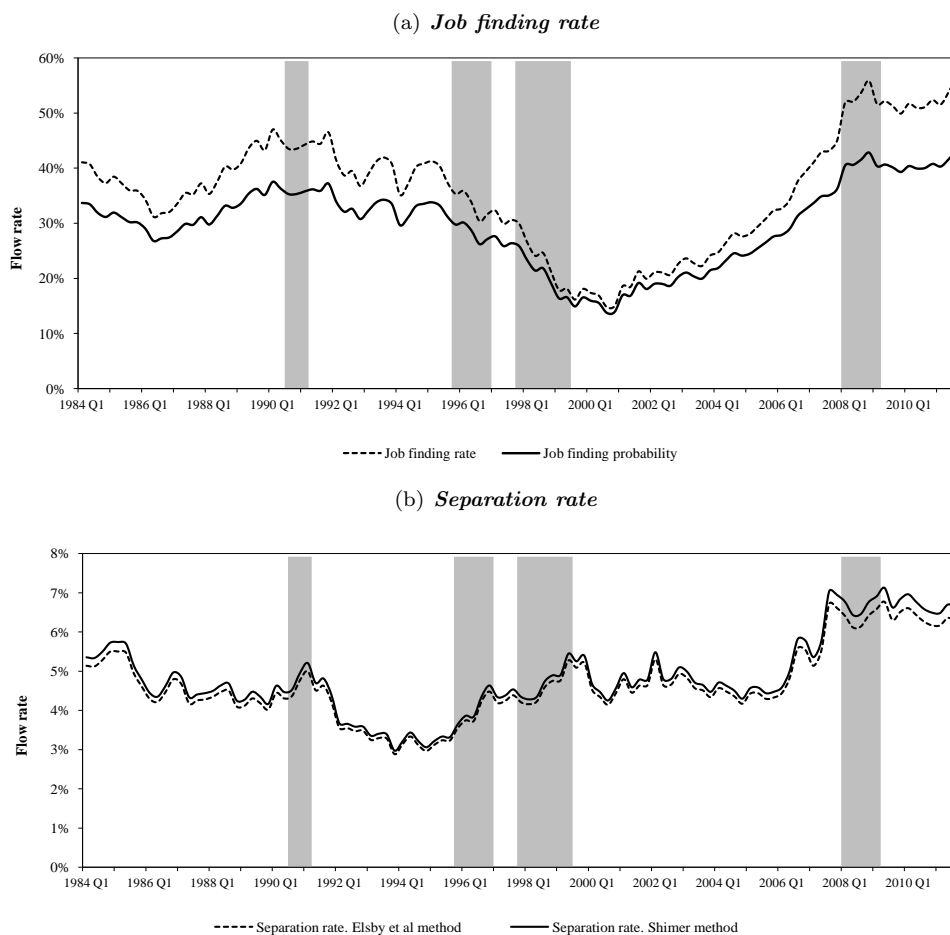 (a) Job finding rate
60%
50%
40%
30%
20%
10%
0%
Flow rate
1984 Q1 1986 Q1 1988 Q1 1990 Q1 1992 Q1 1994 Q1 1996 Q1 1998 Q1 2000 Q1 2002 Q1 2004 Q1 2006 Q1 2008 Q1 2010 Q1
Job finding rate Job finding probability
(b) Separation rate
8%
7%
6%
5%
4%
3%
2%
1%
0%
Flow rate
1984 Q1 1986 Q1 1988 Q1 1990 Q1 1992 Q1 1994 Q1 1996 Q1 1998 Q1 2000 Q1 2002 Q1 2004 Q1 2006 Q1 2008 Q1 2010 Q1
Separation rate. Elsby et al method Separation rate. Shimer method